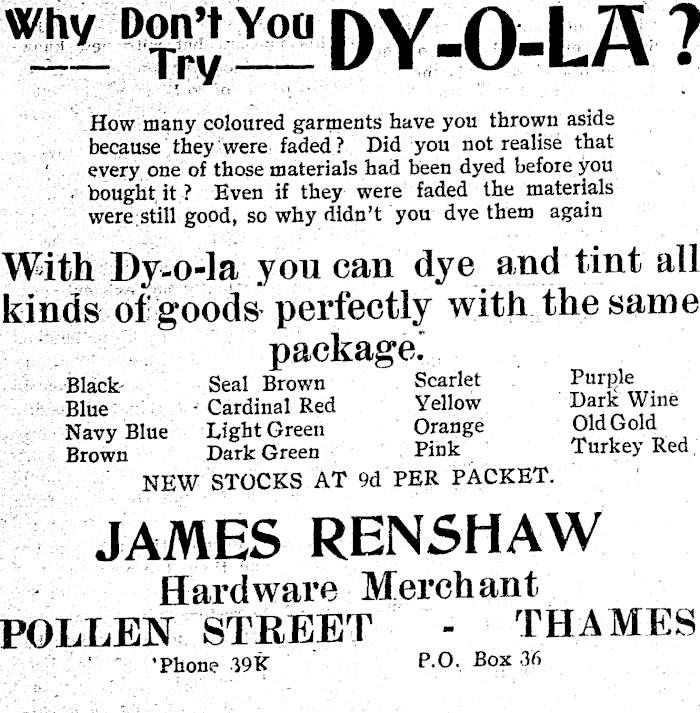 Why Don't You Try DY-O-LA ?
How many coloured garments have you thrown aside
because they were faded? Did you not realise that
every one of those materials had been dyed before you
bought it? Even if they were faded the materials
were still good, so why didn't you dye them again
With Dy-o-la you can dye and tint all
kinds of goods perfectly with the same
package.
Black Seal Brown Scarlet Purple
Blue Cardinal Red Yellow Dark Wine
Navy Blue Light Green Orange Old Gold
Brown Dark Green Pink Turkey Red
NEW STOCKS AT 9d PER PACKET.
JAMES RENSHAW
Hardware Merchant
POLLEN STREET - THAMES
'Phone 39K P.O. Box 36